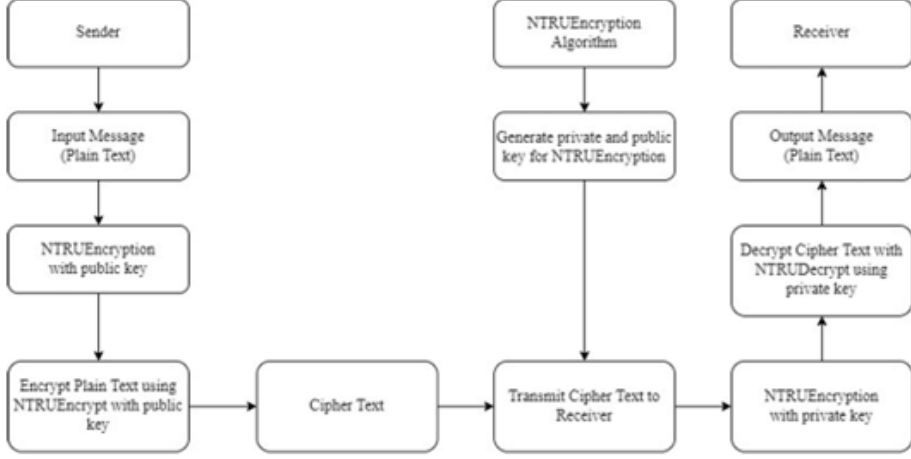 Sender
NTRUEncryption
Algorithm
Receiver
Input Message
(Plain Text)
Generate private and public
key for NTRUEncryption
Output Message
(Plain Text)
NTRUEncryption
with public key
Decrypt Cipher Text with
NTRUDecrypt using
private key
Encrypt Plain Text using
NTRUEncrypt with public
key
Cipher Text
Transmit Cipher Text to
Receiver
NTRUEncryption
with private key